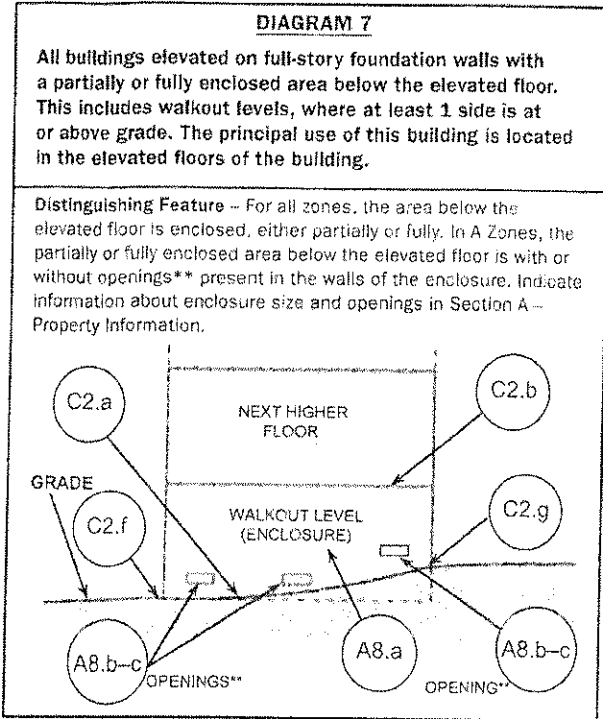 DIAGRAM 7
All buildings elevated on full-story foundation walls with
a partially or fully enclosed area below the elevated floor.
This includes walkout levels, where at least 1 side is at
or above grade. The principal use of this building is located
in the elevated floors of the building.
Distinguishing Feature – For all zones, the area below the
elevated floor is enclosed, either partially or fully. In A Zones, the
partially or fully enclosed area below the elevated floor is with or
without openings** present in the walls of the enclosure. Indicate
information about enclosure size and openings in Section A –
Property Information.
C2.a
C2.b
NEXT HIGHER
FLOOR
GRADE
C2.f
WALKOUT LEVEL
(ENCLOSURE)
C2.g
A8.b–c
OPENINGS**
A8.a
OPENING**
A8.b–c